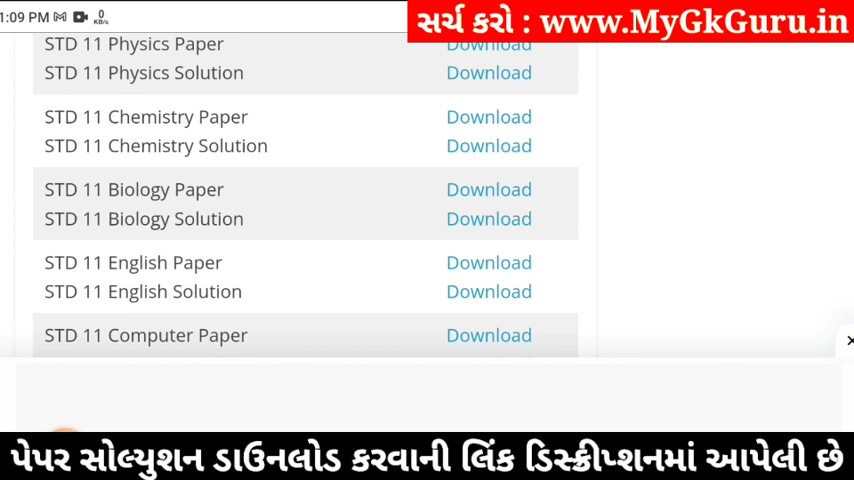 1:09 PM
0
KB/s
સર્ચ કરો : www.MyGkGuru.in
STD 11 Physics Paper Download
STD 11 Physics Solution Download
STD 11 Chemistry Paper Download
STD 11 Chemistry Solution Download
STD 11 Biology Paper Download
STD 11 Biology Solution Download
STD 11 English Paper Download
STD 11 English Solution Download
STD 11 Computer Paper Download
પેપર સોલ્યુશન ડાઉનલોડ કરવાની લિંક ડિસ્ક્રીપ્શનમાં આપેલી છે